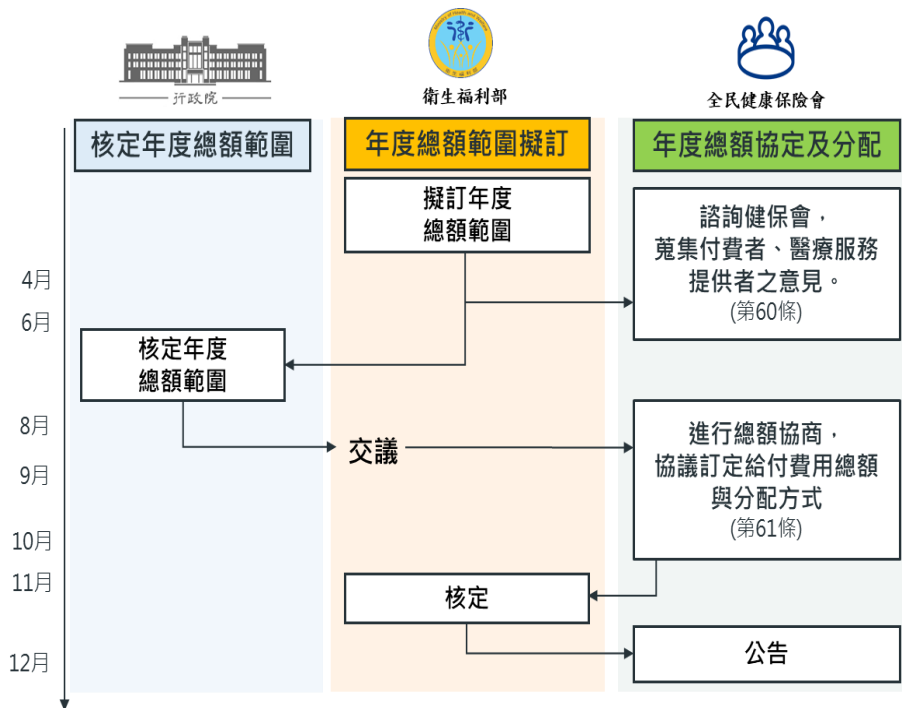 行政院
衛生福利部
全民健康保險會
核定年度總額范圍
年度總額范圍擬訂
年度總額協定及分配
擬訂年度
總額范圍
諮詢健保會，
蒐集付費者、醫療服務
提供者之意見。
(第60條)
4月
6月
核定年度
總額範圍
8月
9月
交議
進行總額協商，
協議訂定給付費用總額
與分配方式
(第61條)
10月
11月
核定
12月
公告